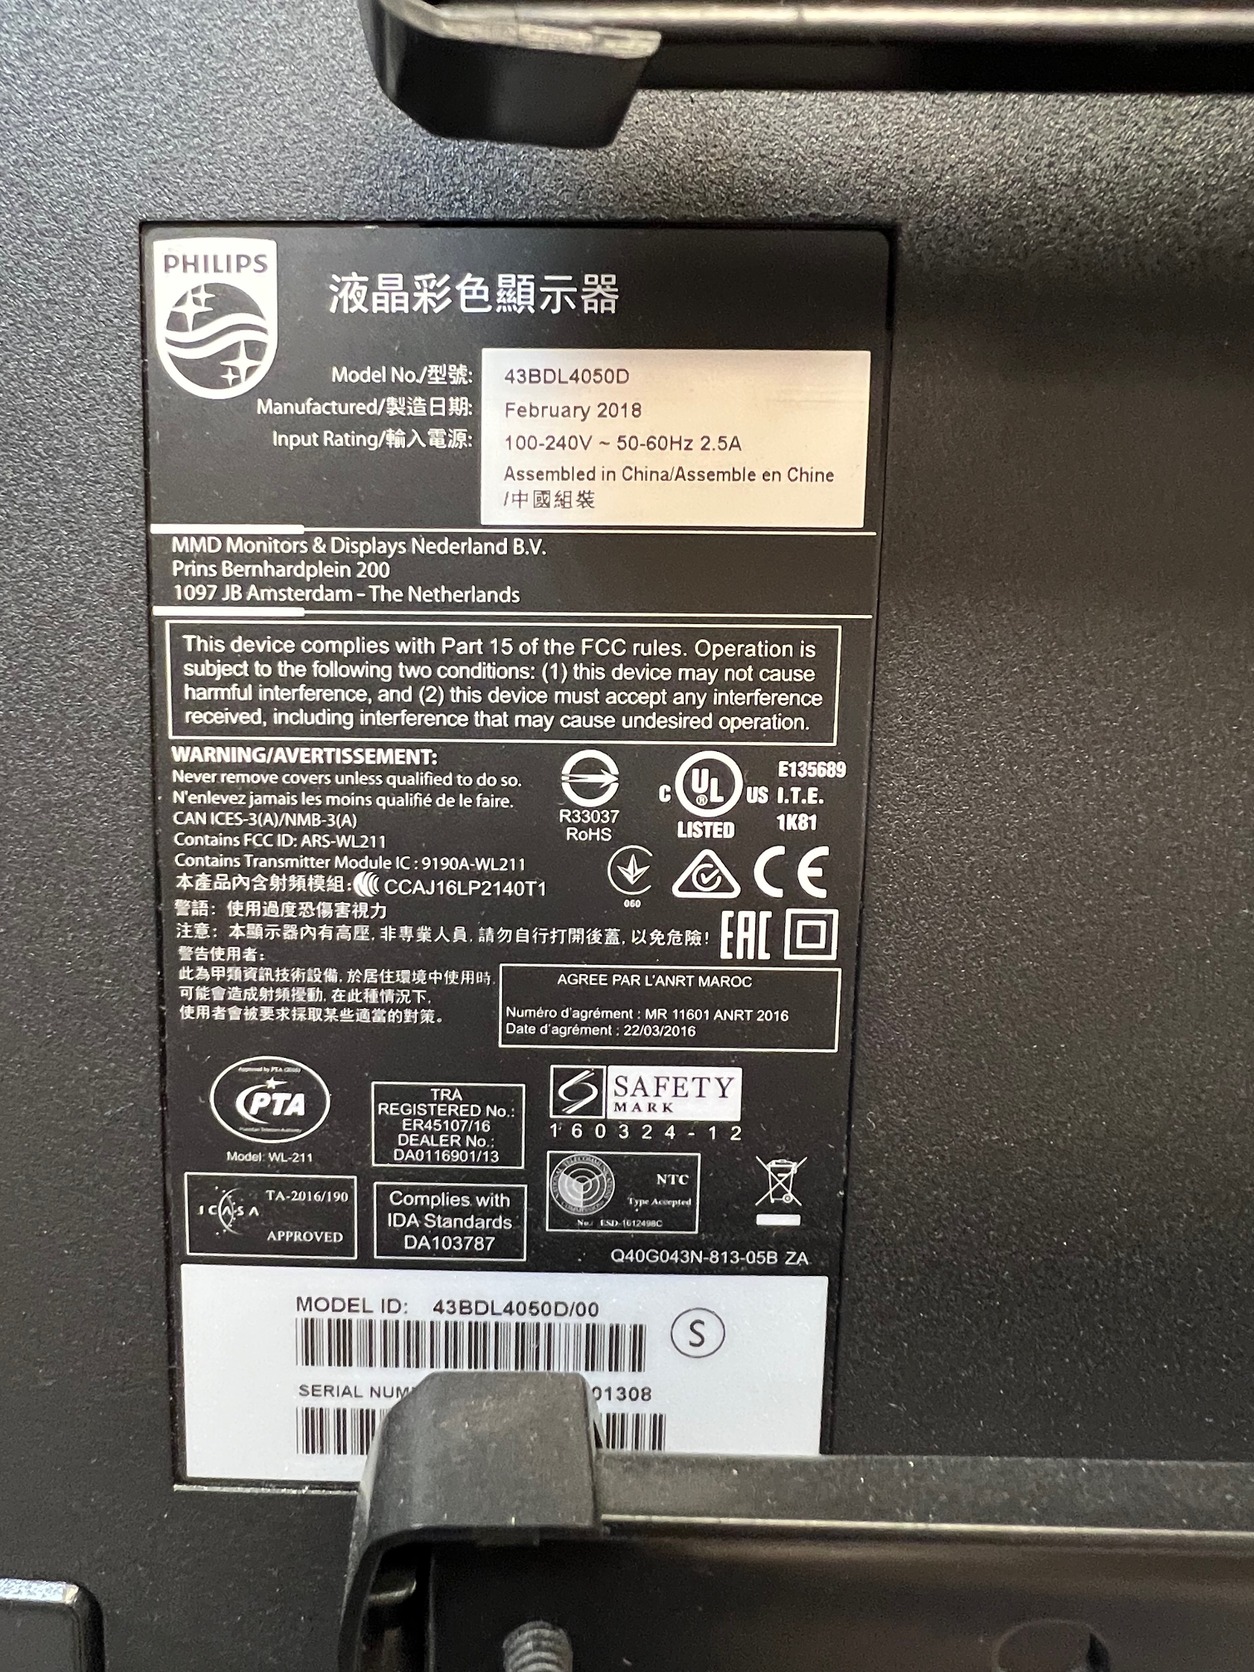 PHILIPS
液晶彩色顯示器
Model No./型號: 43BDL4050D
Manufactured/製造日期: February 2018
Input Rating/輸入電源: 100-240V ~ 50-60Hz 2.5A
Assembled in China/Assemble en Chine
/中國組裝
MMD Monitors & Displays Nederland B.V.
Prins Bernhardplein 200
1097 JB Amsterdam – The Netherlands
This device complies with Part 15 of the FCC rules. Operation is
subject to the following two conditions: (1) this device may not cause
harmful interference, and (2) this device must accept any interference
received, including interference that may cause undesired operation.
WARNING/AVERTISSEMENT:
Never remove covers unless qualified to do so.
N'enlevez jamais les moins qualifié de le faire.
CAN ICES-3(A)/NMB-3(A)
Contains FCC ID: ARS-WL211
Contains Transmitter Module IC : 9190A-WL211
本產品內含射頻模組: CCAJ16LP2140T1
R33037
RoHS
C UL ® US
LISTED
E135689
I.T.E.
1K81
060
CE
警語: 使用過度恐傷害視力
注意: 本顯示器內有高壓, 非專業人員, 請勿自行打開後蓋, 以免危險!
EAC
警告使用者:
此為甲類資訊技術設備, 於居住環境中使用時,
可能會造成射頻擾動, 在此種情況下,
使用者會被要求採取某些適當的對策。
AGREE PAR L'ANRT MAROC
Numéro d'agrément : MR 11601 ANRT 2016
Date d'agrément : 22/03/2016
PTA
Model: WL-211
TRA
REGISTERED No.:
ER45107/16
DEALER No.:
DA0116901/13
SAFETY
MARK
160324-12
ICASA
TA-2016/190
APPROVED
Complies with
IDA Standards
DA103787
NTC
Type Accepted
No.: ESD-1612498C
Q40G043N-813-05B ZA
MODEL ID: 43BDL4050D/00
S
SERIAL NUM 01308